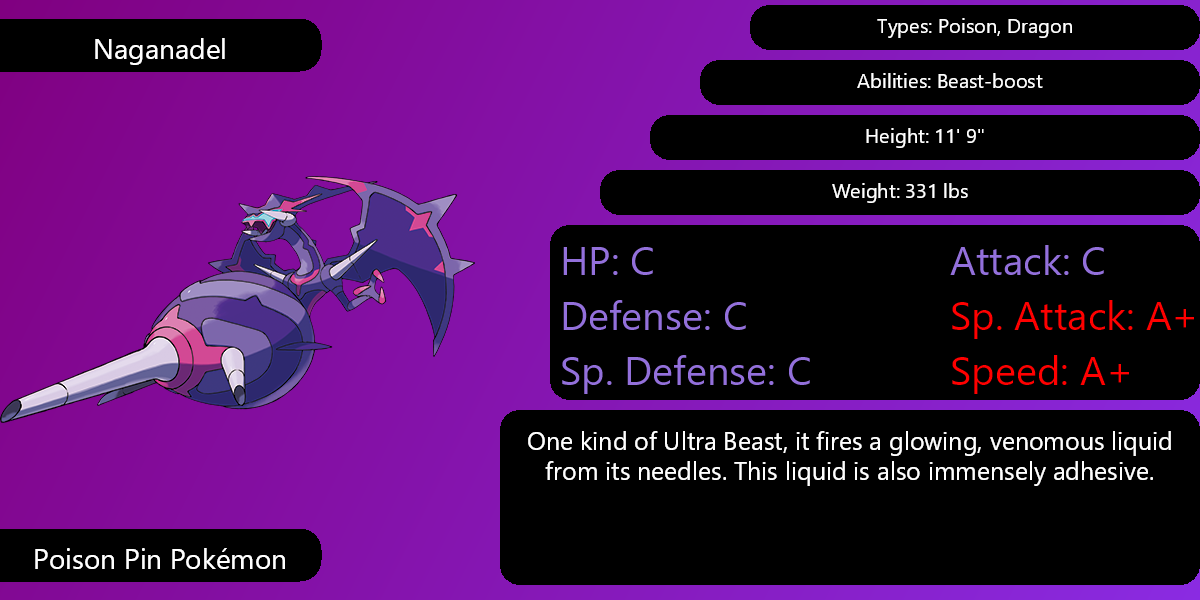 Naganadel
Types: Poison, Dragon
Abilities: Beast-boost
Height: 11' 9"
Weight: 331 lbs
HP: C
Attack: C
Defense: C
Sp. Attack: A+
Sp. Defense: C
Speed: A+
One kind of Ultra Beast, it fires a glowing, venomous liquid
from its needles. This liquid is also immensely adhesive.
Poison Pin Pokémon